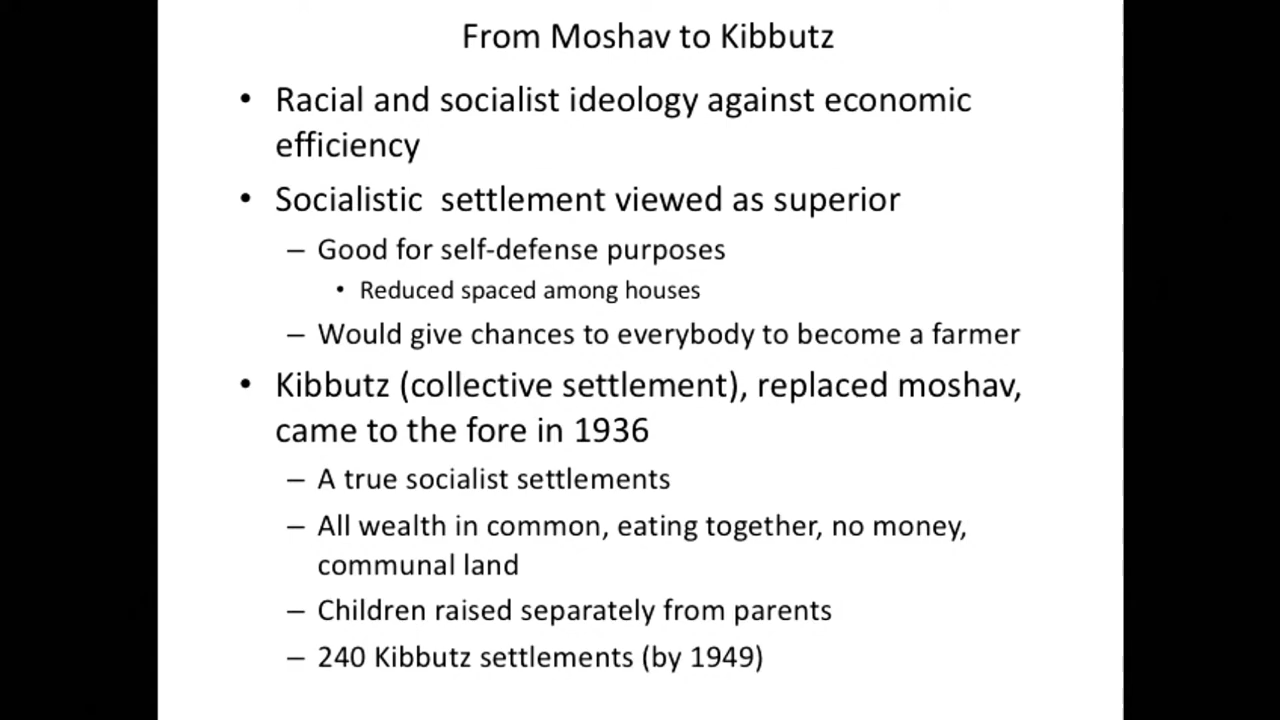 From Moshav to Kibbutz
• Racial and socialist ideology against economic
efficiency
• Socialistic settlement viewed as superior
– Good for self-defense purposes
• Reduced spaced among houses
– Would give chances to everybody to become a farmer
• Kibbutz (collective settlement), replaced moshav,
came to the fore in 1936
– A true socialist settlements
– All wealth in common, eating together, no money,
communal land
– Children raised separately from parents
– 240 Kibbutz settlements (by 1949)